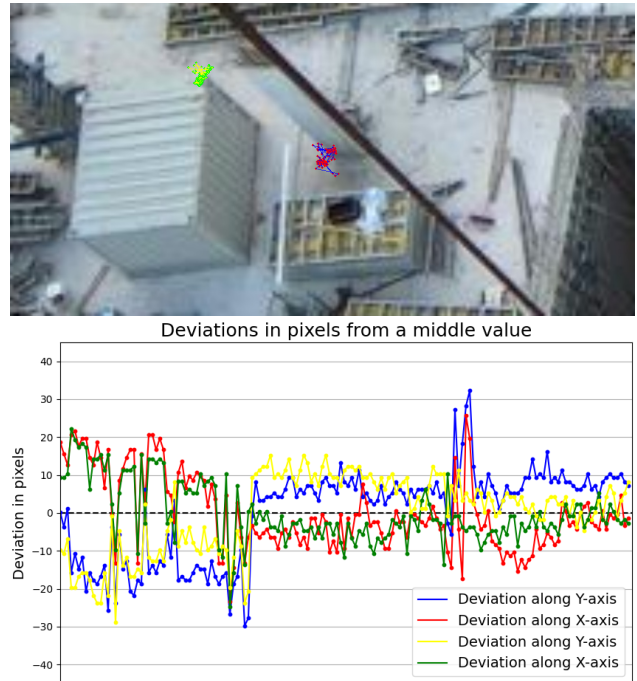 Deviations in pixels from a middle value
Deviation in pixels
40
30
20
10
0
−10
−20
−30
−40
Deviation along Y-axis
Deviation along X-axis
Deviation along Y-axis
Deviation along X-axis